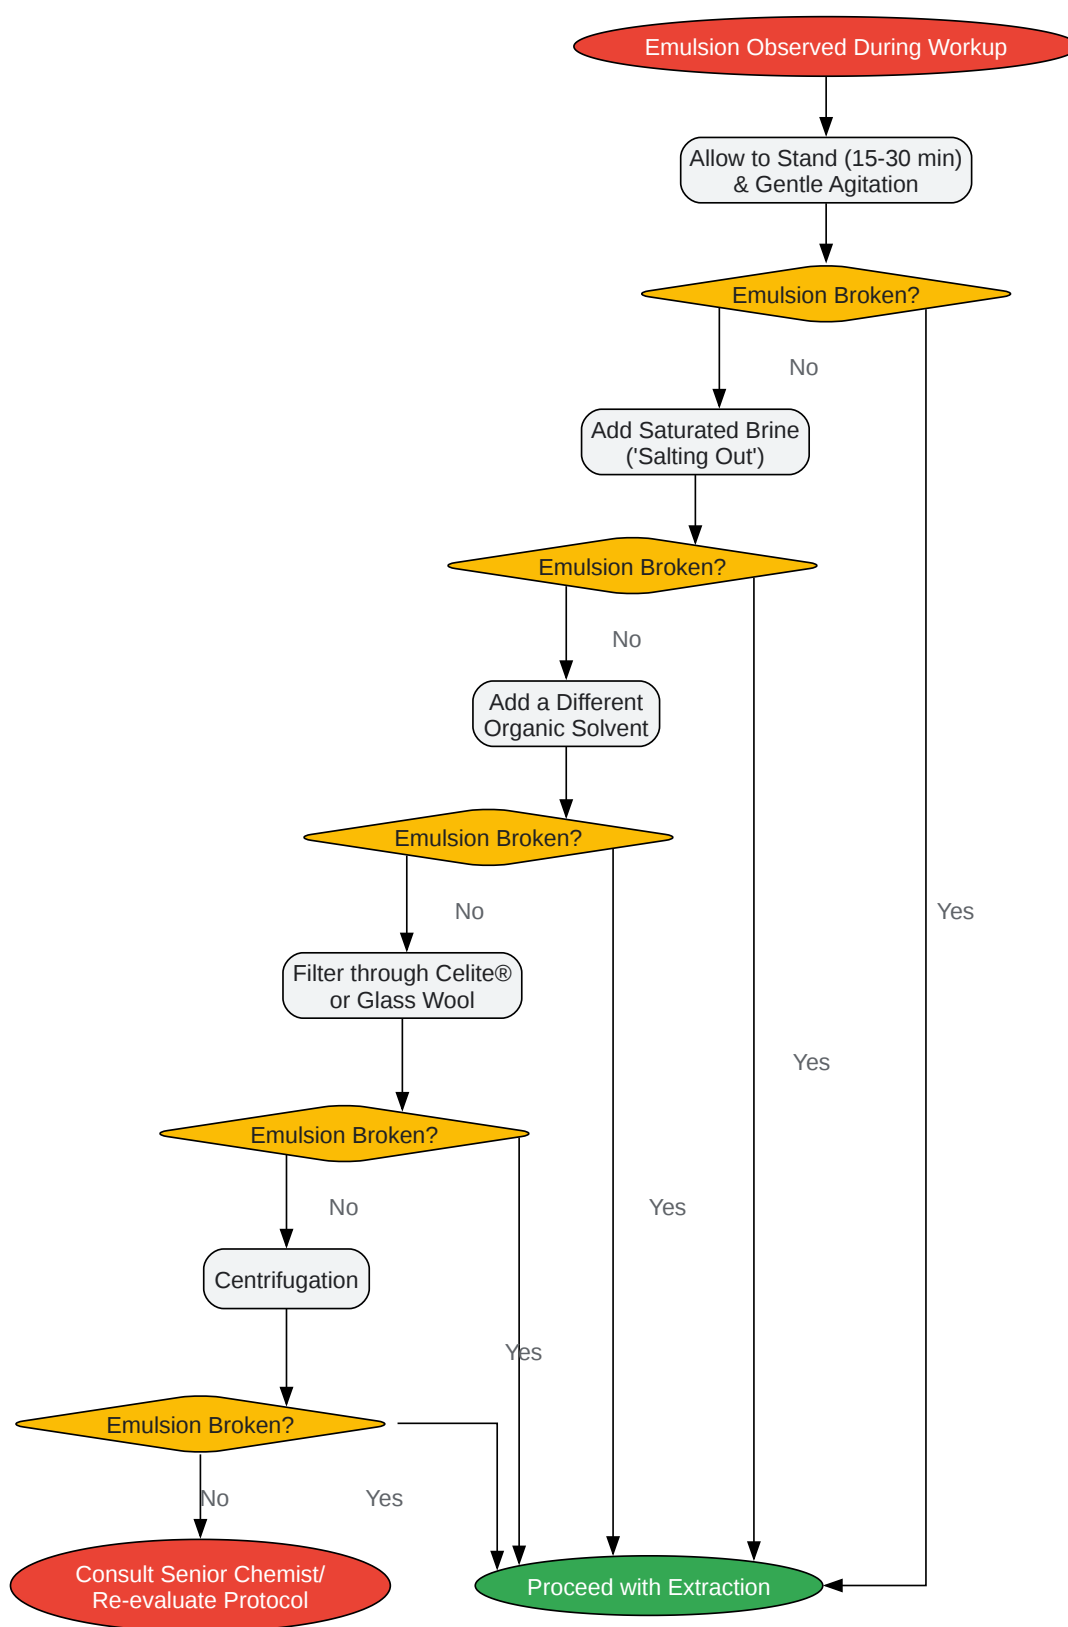 Emulsion Observed During Workup
Allow to Stand (15-30 min)
& Gentle Agitation
Emulsion Broken?
No
Add Saturated Brine
('Salting Out')
Emulsion Broken?
No
Add a Different
Organic Solvent
Emulsion Broken?
No
Yes
Filter through Celite®
or Glass Wool
Yes
Emulsion Broken?
No
Yes
Centrifugation
Yes
Emulsion Broken?
No
Yes
Consult Senior Chemist/
Re-evaluate Protocol
Proceed with Extraction